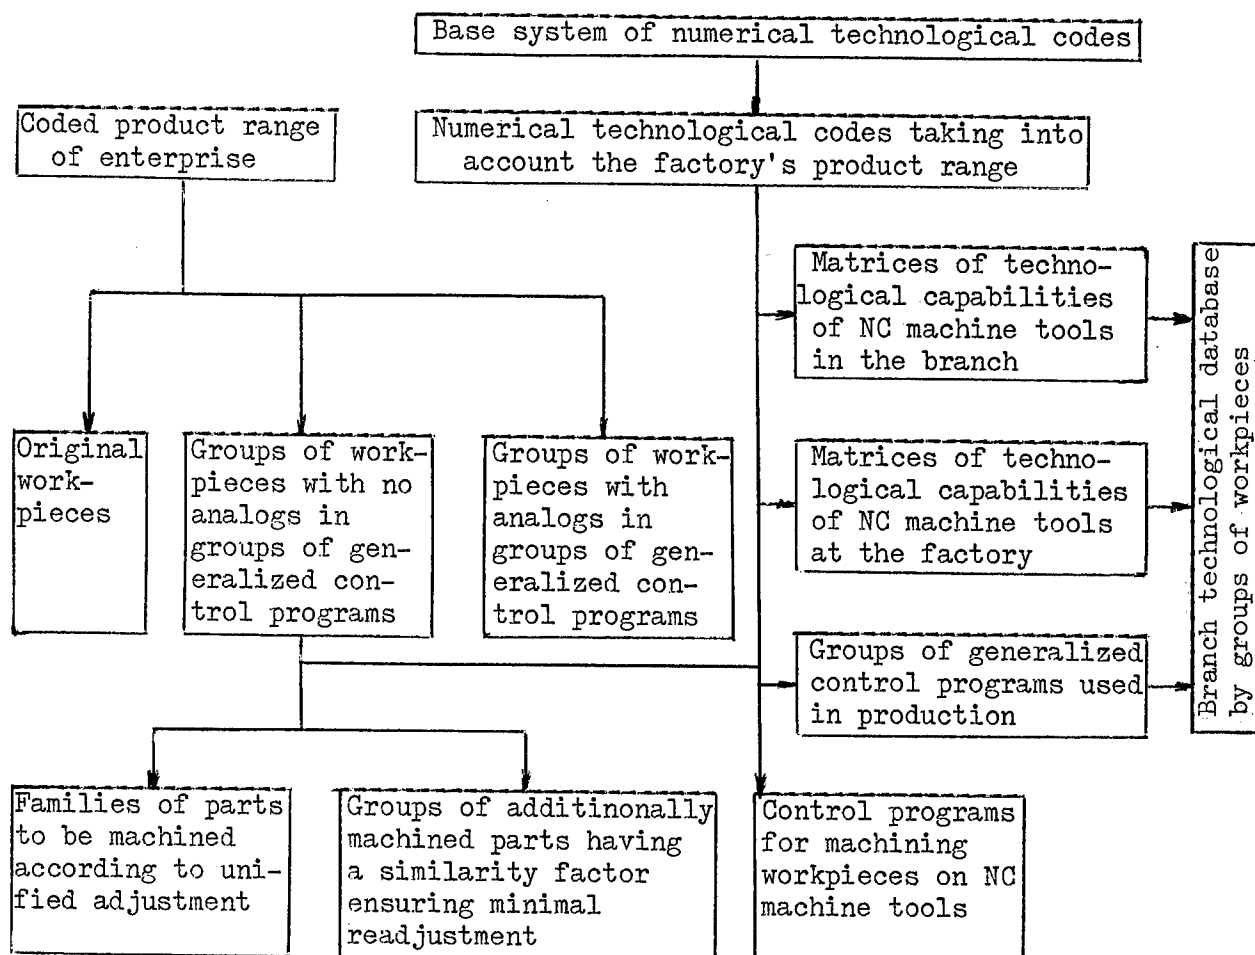 Base system of numerical technological codes
Coded product range
of enterprise
Numerical technological codes taking into
account the factory's product range
Matrices of techno-
logical capabilities
of NC machine tools
in the branch
Original
work-
pieces
Groups of work-
pieces with no
analogs in
groups of gen-
eralized con-
trol programs
Groups of work-
pieces with
analogs in
groups of gen-
eralized con-
trol programs
Matrices of techno-
logical capabilities
of NC machine tools
at the factory
Groups of generalized
control programs used
in production
Branch technological database
by groups of workpieces
Families of parts
to be machined
according to uni-
fied adjustment
Groups of additinonally
machined parts having
a similarity factor
ensuring minimal
readjustment
Control programs
for machining
workpieces on NC
machine tools